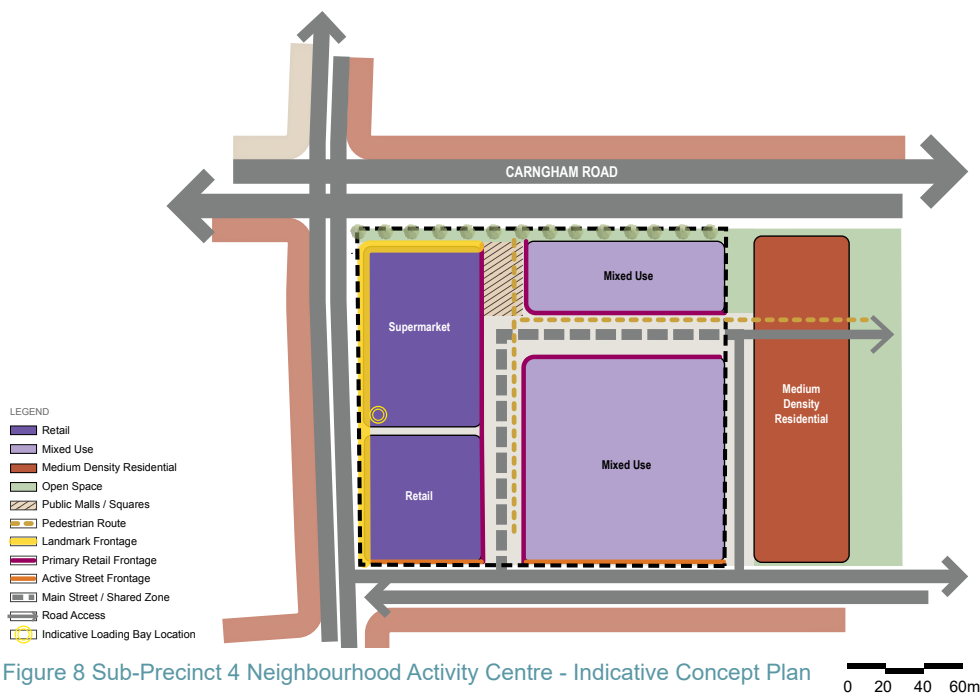 CARNGHAM ROAD
Mixed Use
Supermarket
Medium
Density
Residential
Mixed Use
Retail
LEGEND
Retail
Mixed Use
Medium Density Residential
Open Space
Public Malls / Squares
Pedestrian Route
Landmark Frontage
Primary Retail Frontage
Active Street Frontage
Main Street / Shared Zone
Road Access
Indicative Loading Bay Location
Figure 8 Sub-Precinct 4 Neighbourhood Activity Centre - Indicative Concept Plan
0 20 40 60m